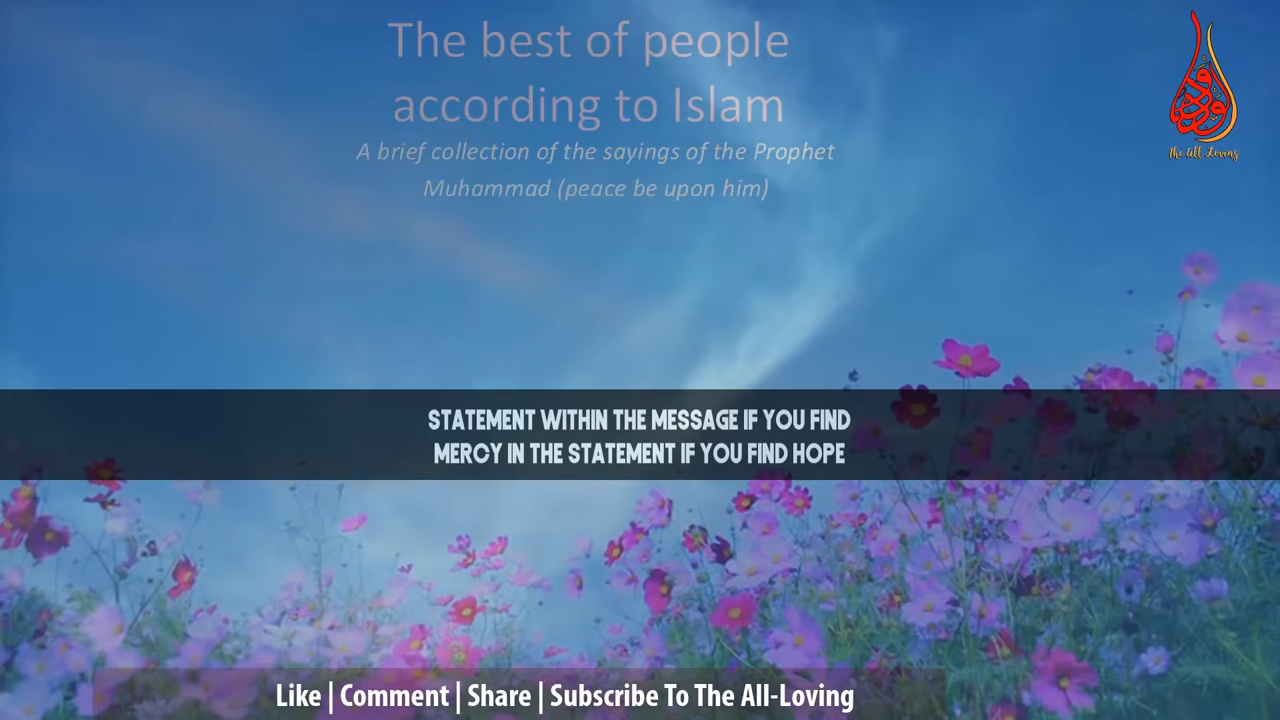 The best of people
according to Islam
A brief collection of the sayings of the Prophet
Muhammad (peace be upon him)
الودود
The All Loving
STATEMENT WITHIN THE MESSAGE IF YOU FIND
MERCY IN THE STATEMENT IF YOU FIND HOPE
Like | Comment | Share | Subscribe To The All-Loving